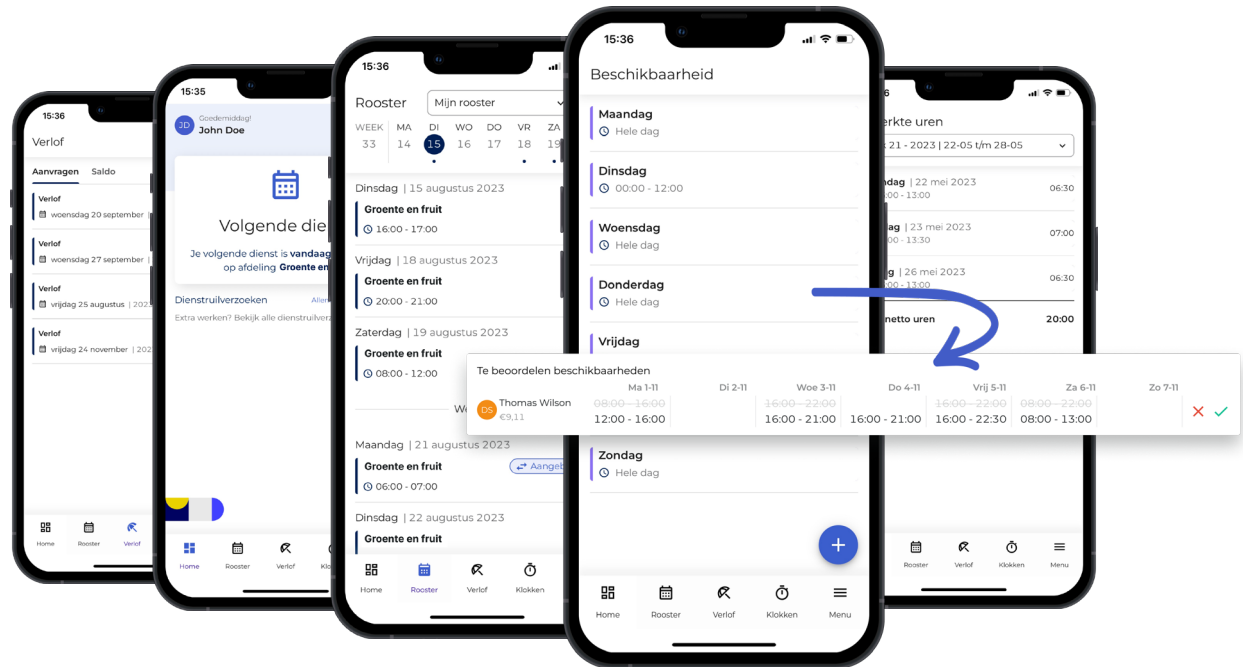 15:36
Verlof
Aanvragen Saldo
Verlof
woensdag 20 september |
Verlof
woensdag 27 september |
Verlof
vrijdag 25 augustus | 202
Verlof
vrijdag 24 november | 202
Home Rooster Verlof
15:35
JD
Goedemiddag!
John Doe
Volgende die
Je volgende dienst is vandaag
op afdeling Groente en
Dienstruilverzoeken
Extra werken? Bekijk alle dienstruilver
Home Rooster Verlof
15:36
Rooster Mijn rooster
WEEK MA DI WO DO VR ZA
33 14 15 16 17 18 19
Dinsdag | 15 augustus 2023
Groente en fruit
16:00 - 17:00
Vrijdag | 18 augustus 2023
Groente en fruit
20:00 - 21:00
Zaterdag | 19 augustus 2023
Groente en fruit
08:00 - 12:00
Maandag | 21 augustus 2023
Groente en fruit Aangeb
06:00 - 07:00
Dinsdag | 22 augustus 2023
Groente en fruit
Home Rooster Verlof Klokken
15:36
Beschikbaarheid
Maandag
Hele dag
Dinsdag
00:00 - 12:00
Woensdag
Hele dag
Donderdag
Hele dag
Vrijdag
Te beoordelen beschikbaarheden
Ma 1-11 Di 2-11 Woe 3-11 Do 4-11 Vrij 5-11 Za 6-11 Zo 7-11
DS Thomas Wilson 08:00 - 16:00 16:00 - 22:00 16:00 - 22:00 08:00 - 22:00
€9,11 12:00 - 16:00 16:00 - 21:00 16:00 - 21:00 16:00 - 22:30 08:00 - 13:00
Zondag
Hele dag
+
Home Rooster Verlof Klokken Menu
6
erkte uren
21 - 2023 | 22-05 t/m 28-05
dag | 22 mei 2023 06:30
:00 - 13:00
ag | 23 mei 2023 07:00
:00 - 13:30
g | 26 mei 2023 06:30
:00 - 13:00
netto uren 20:00
Rooster Verlof Klokken Menu